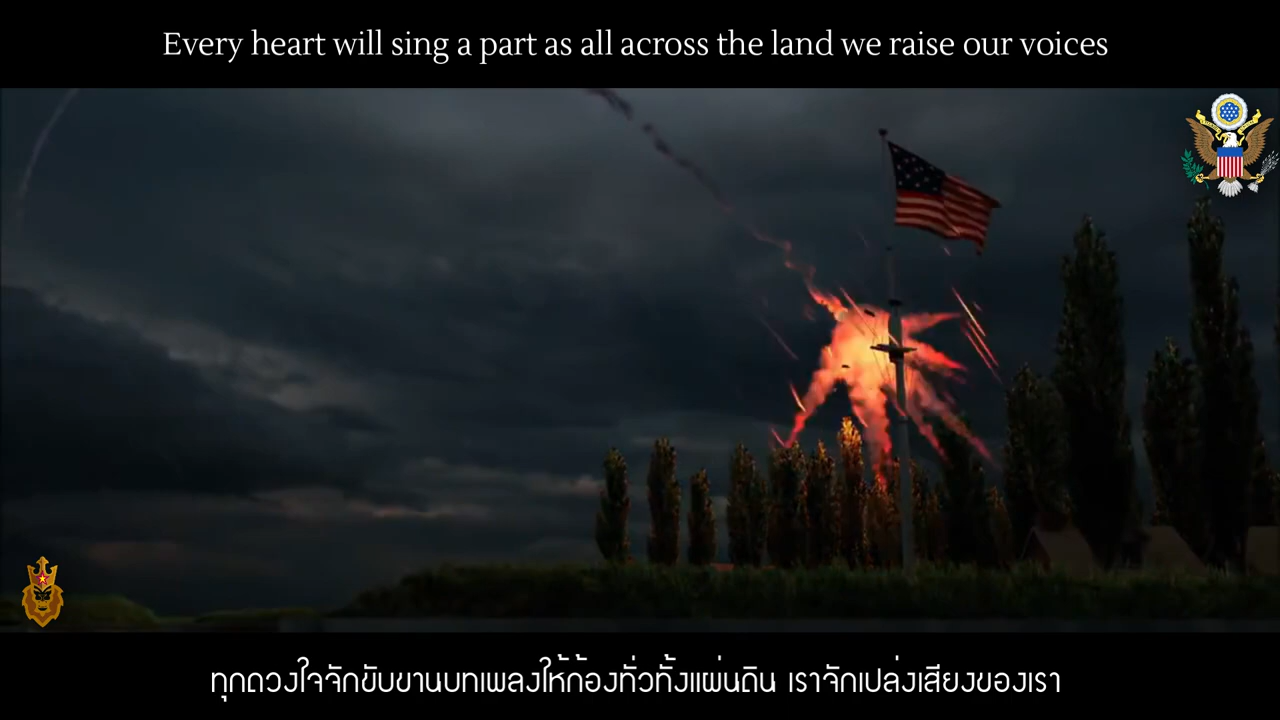 Every heart will sing a part as all across the land we raise our voices
ทุกดวงใจจักขับขานบทเพลงให้ก้องทั่วทั้งแผ่นดิน เราจักเปล่งเสียงของเรา